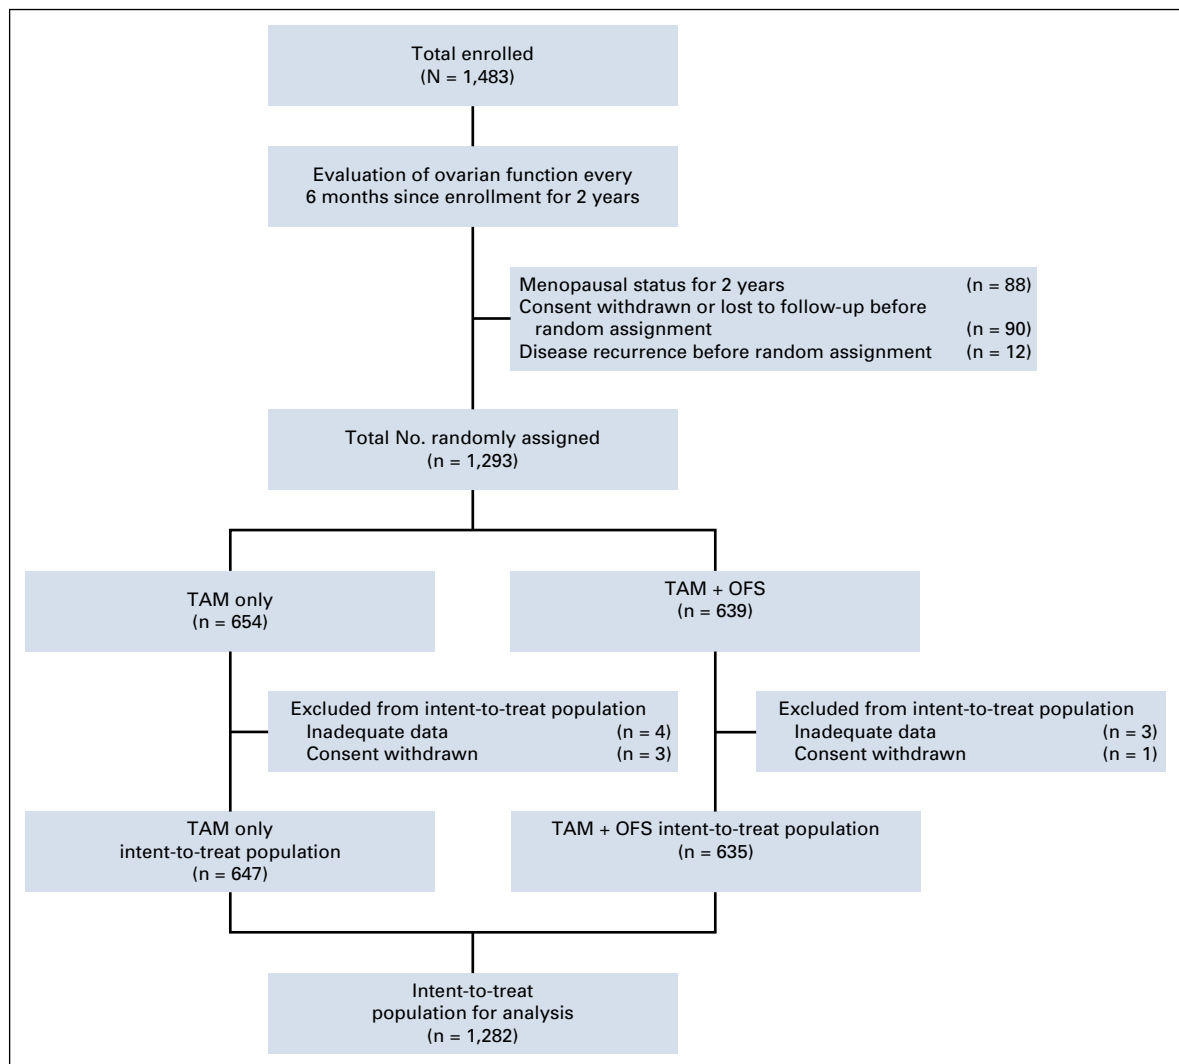 Total enrolled
(N = 1,483)
Evaluation of ovarian function every
6 months since enrollment for 2 years
Menopausal status for 2 years (n = 88)
Consent withdrawn or lost to follow-up before
random assignment (n = 90)
Disease recurrence before random assignment (n = 12)
Total No. randomly assigned
(n = 1,293)
TAM only
(n = 654)
TAM + OFS
(n = 639)
Excluded from intent-to-treat population
Inadequate data (n = 4)
Consent withdrawn (n = 3)
Excluded from intent-to-treat population
Inadequate data (n = 3)
Consent withdrawn (n = 1)
TAM only
intent-to-treat population
(n = 647)
TAM + OFS intent-to-treat population
(n = 635)
Intent-to-treat
population for analysis
(n = 1,282)